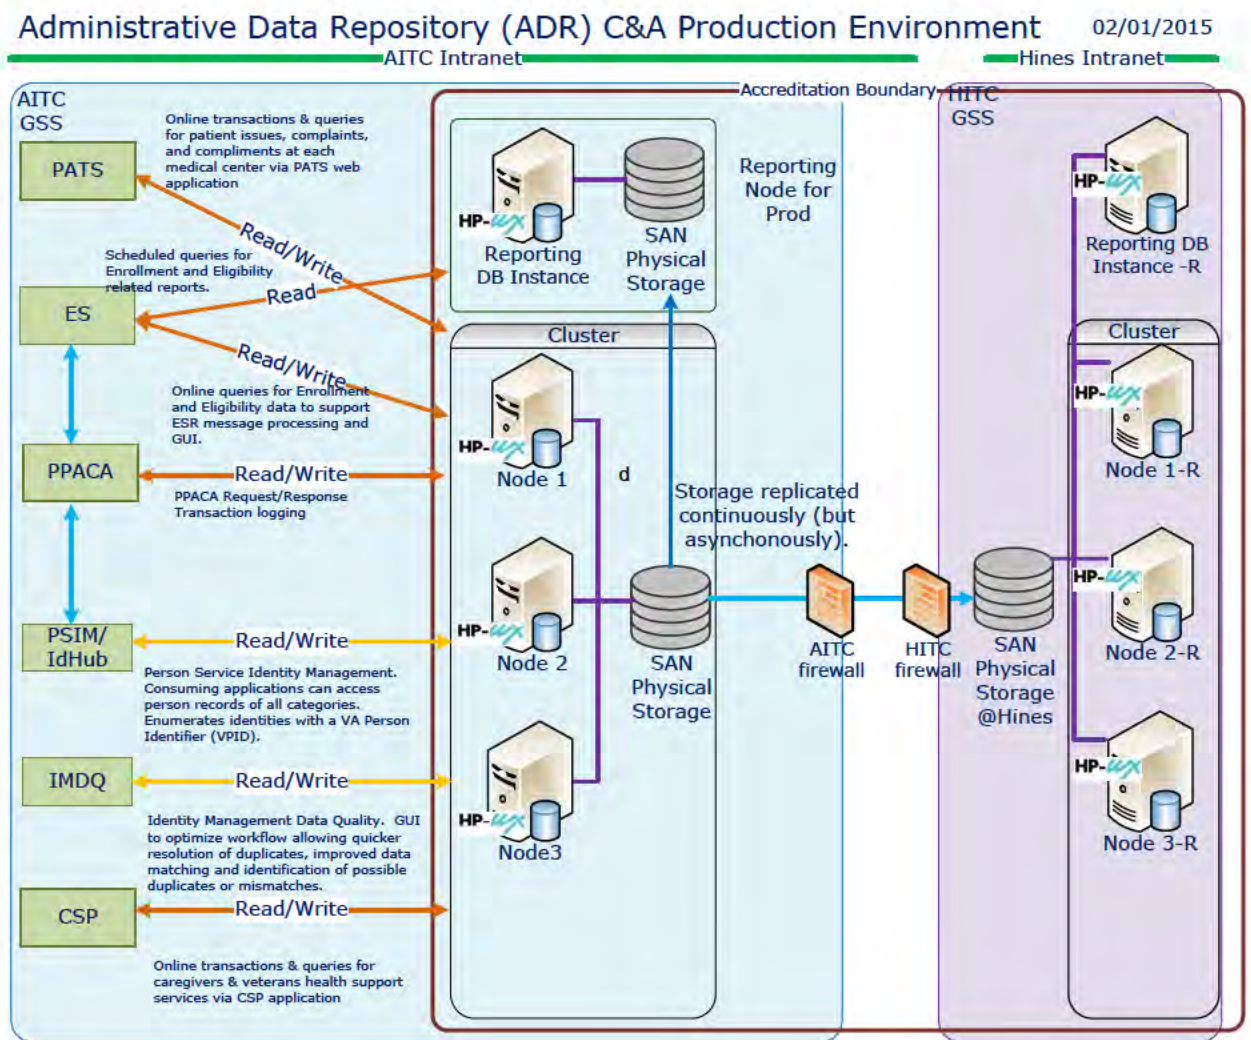 Administrative Data Repository (ADR) C&A Production Environment
02/01/2015
AITC Intranet
Hines Intranet
Accreditation Boundary
AITC
GSS
HITC
GSS
PATS
Online transactions & queries
for patient issues, complaints,
and compliments at each
medical center via PATS web
application
Read/Write
Scheduled queries for
Enrollment and Eligibility
related reports.
Read
ES
Read/Write
Online queries for Enrollment
and Eligibility data to support
ESR message processing and
GUI.
PPACA
Read/Write
PPACA Request/Response
Transaction logging
PSIM/
IdHub
Read/Write
Person Service Identity Management.
Consuming applications can access
person records of all categories.
Enumerates identities with a VA Person
Identifier (VPID).
IMDQ
Read/Write
Identity Management Data Quality. GUI
to optimize workflow allowing quicker
resolution of duplicates, improved data
matching and identification of possible
duplicates or mismatches.
CSP
Read/Write
Online transactions & queries for
caregivers & veterans health support
services via CSP application
HP-ux
Reporting
DB Instance
SAN
Physical
Storage
Reporting
Node for
Prod
Cluster
HP-ux
Node 1
d
HP-ux
Node 2
SAN
Physical
Storage
HP-ux
Node3
Storage replicated
continuously (but
asynchonously).
AITC
firewall
HITC
firewall
SAN
Physical
Storage
@Hines
HP-ux
Reporting DB
Instance -R
Cluster
HP-ux
Node 1-R
HP-ux
Node 2-R
HP-ux
Node 3-R